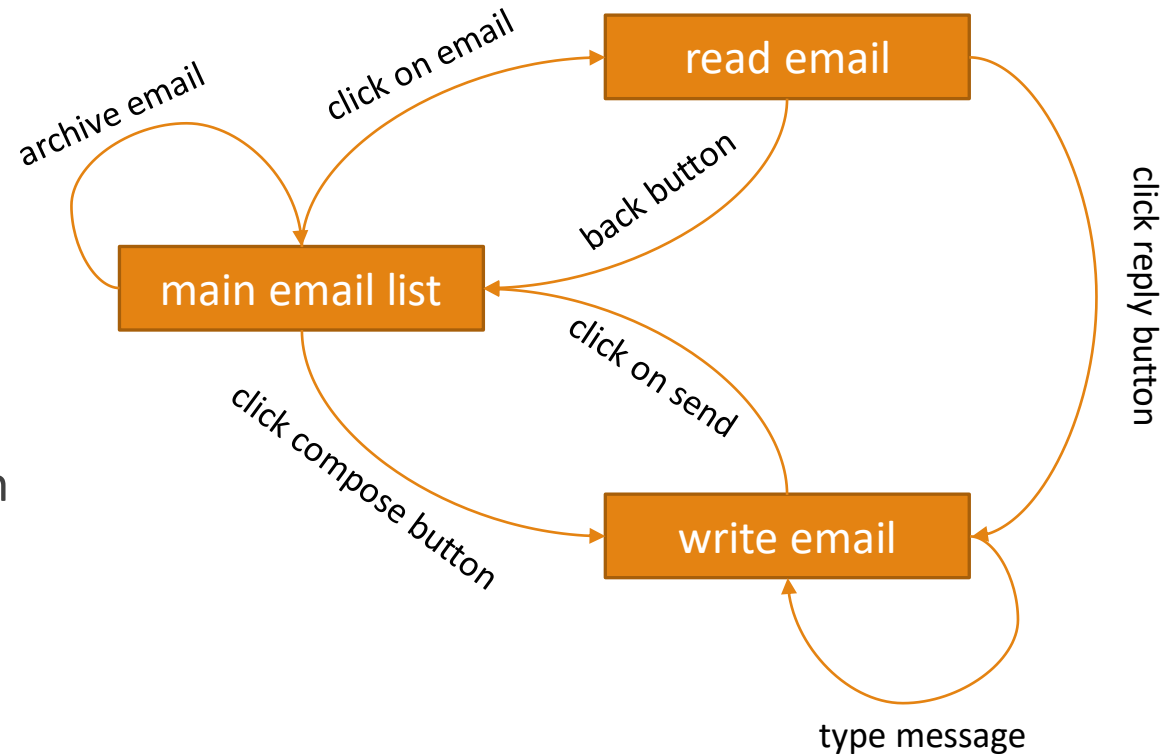 read email
click on email
archive email
back button
click reply button
main email list
click on send
click compose button
n
write email
type message